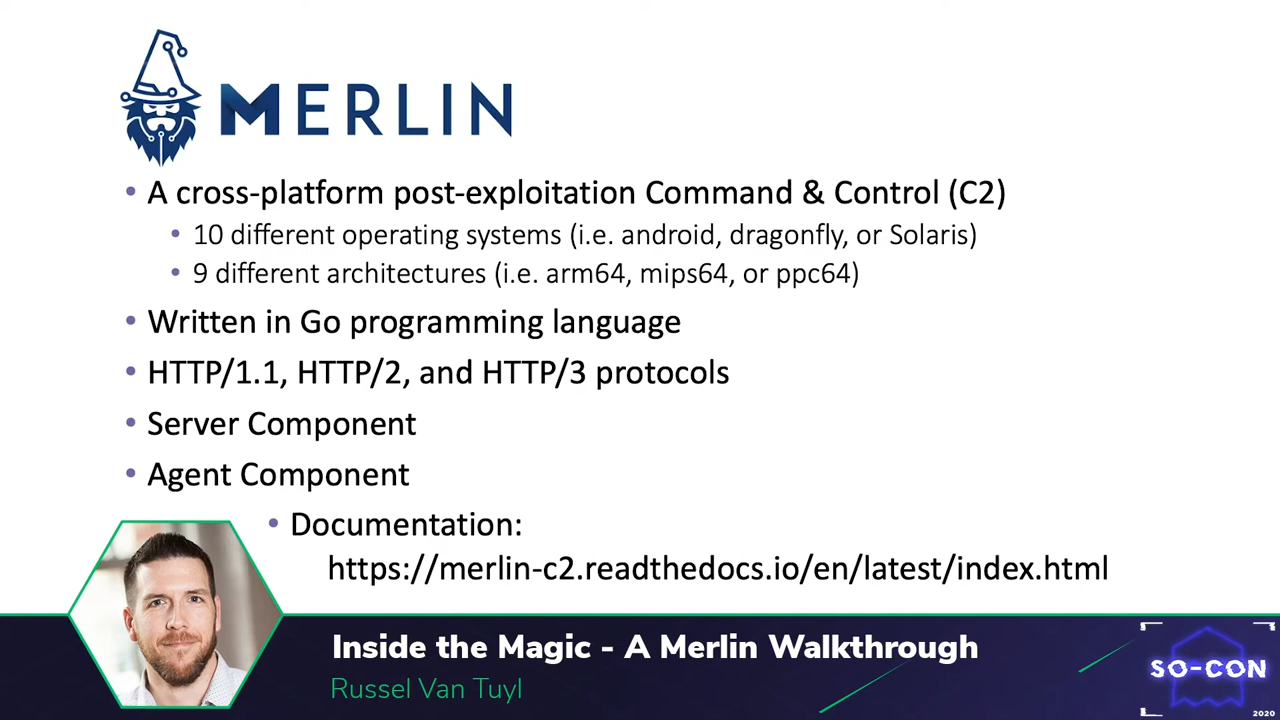 MERLIN
• A cross-platform post-exploitation Command & Control (C2)
• 10 different operating systems (i.e. android, dragonfly, or Solaris)
• 9 different architectures (i.e. arm64, mips64, or ppc64)
• Written in Go programming language
• HTTP/1.1, HTTP/2, and HTTP/3 protocols
• Server Component
• Agent Component
• Documentation:
https://merlin-c2.readthedocs.io/en/latest/index.html
Inside the Magic - A Merlin Walkthrough
Russel Van Tuyl
SO-CON
2020